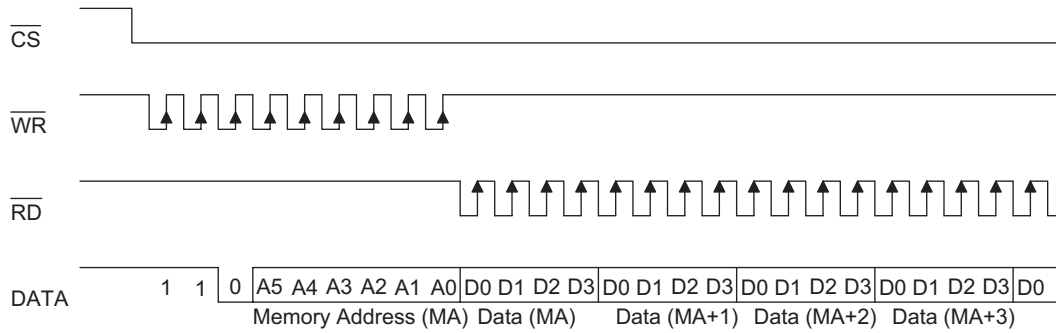 CS
WR
RD
DATA 1 1 0 A5 A4 A3 A2 A1 A0 D0 D1 D2 D3 D0 D1 D2 D3 D0 D1 D2 D3 D0 D1 D2 D3 D0
Memory Address (MA) Data (MA) Data (MA+1) Data (MA+2) Data (MA+3)